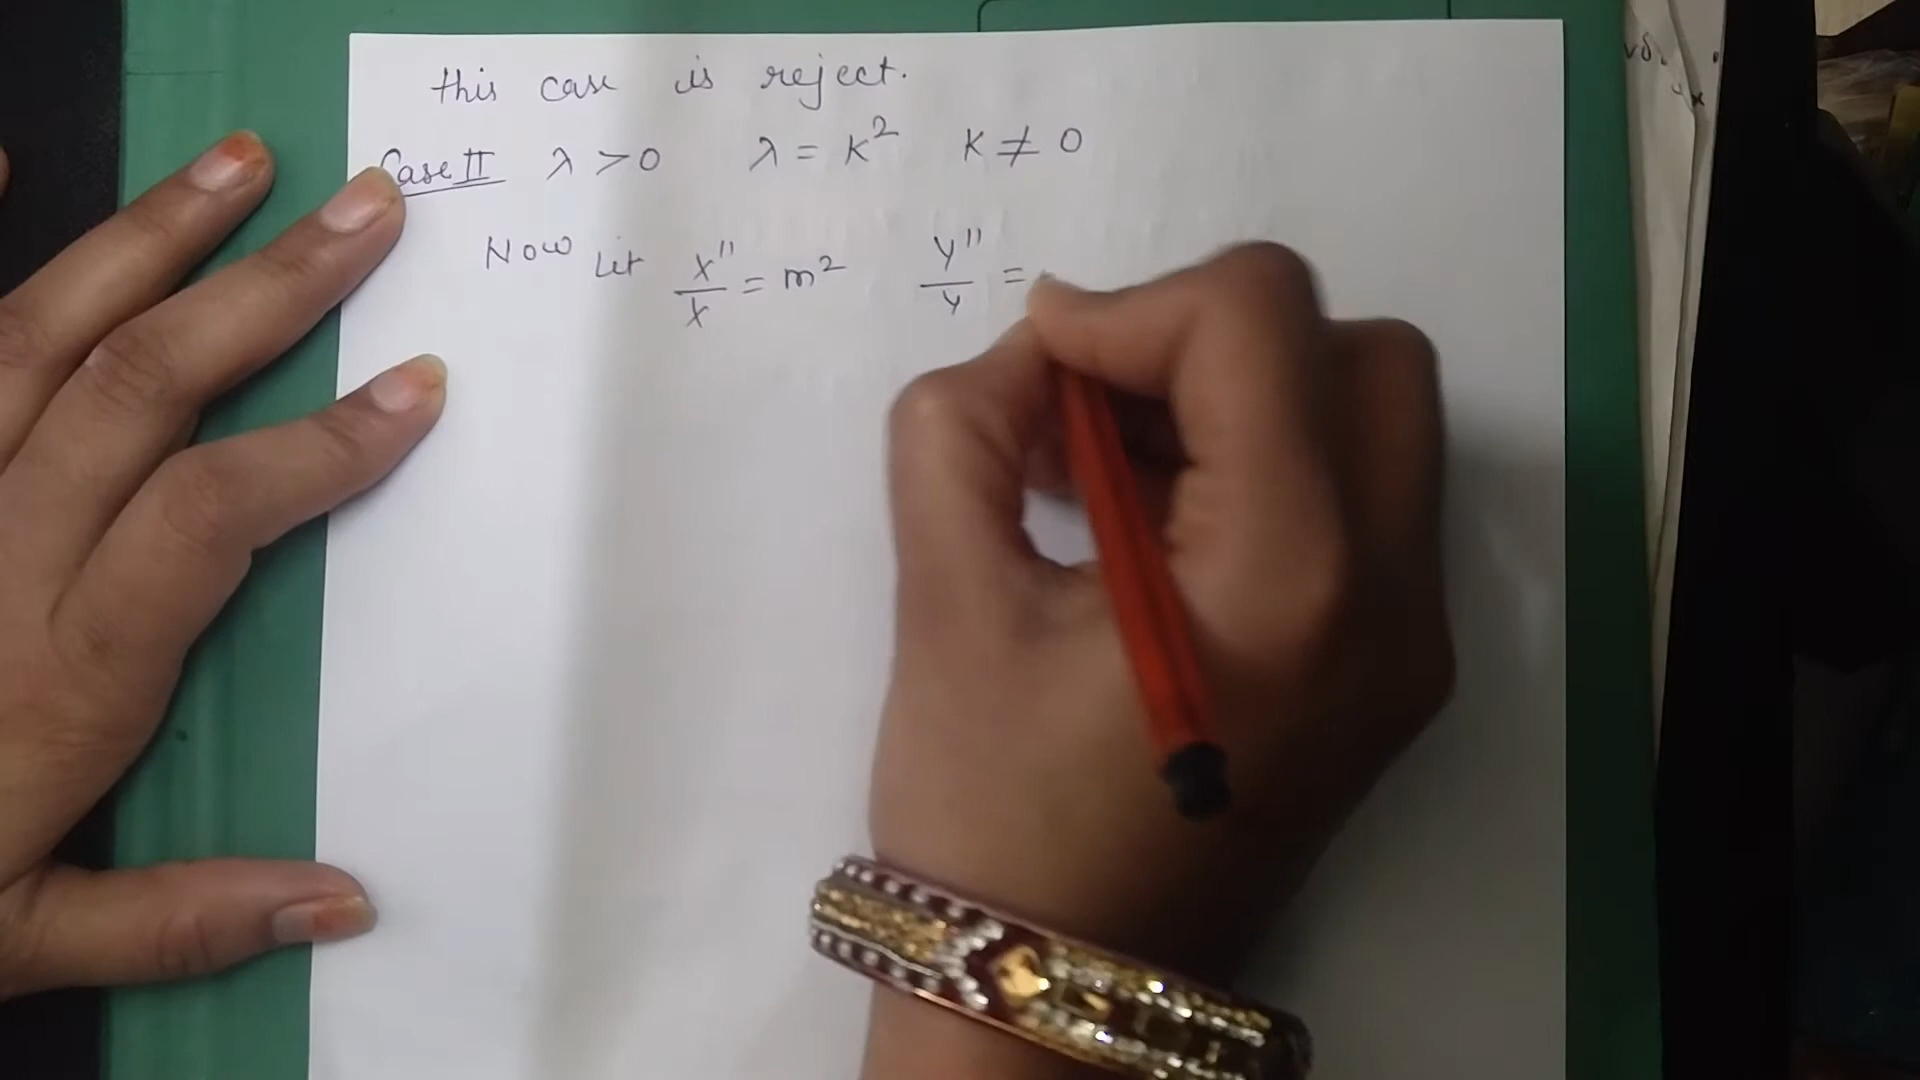 this case is reject.
Case II λ > 0 λ = K² K ≠ 0
Now Let X''/X = m² Y''/Y =